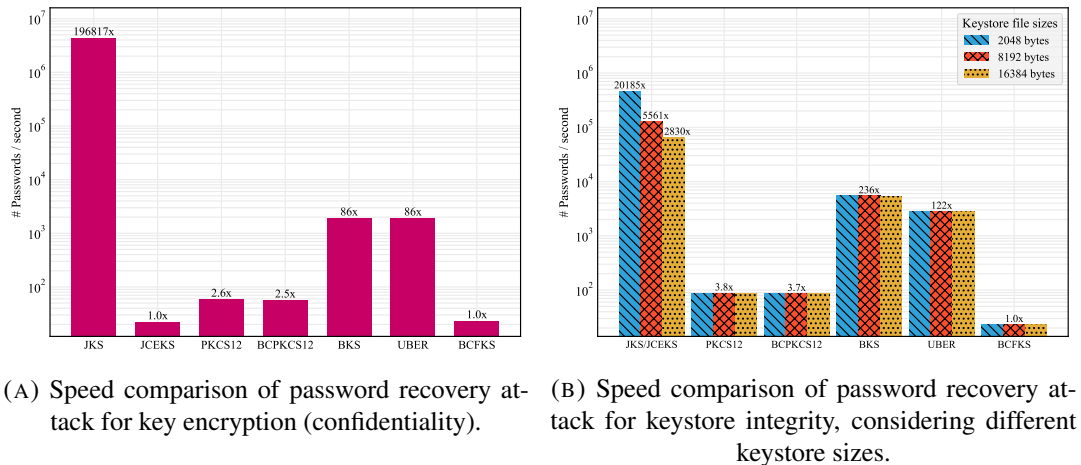 # Passwords / second
10^7
10^6
10^5
10^4
10^3
10^2
196817x
1.0x
2.6x
2.5x
86x
86x
1.0x
JKS JCEKS PKCS12 BCPKCS12 BKS UBER BCFKS
(A) Speed comparison of password recovery at-
tack for key encryption (confidentiality).
# Passwords / second
10^7
10^6
10^5
10^4
10^3
10^2
Keystore file sizes
2048 bytes
8192 bytes
16384 bytes
20185x
5561x
2830x
3.8x
3.7x
236x
122x
1.0x
JKS/JCEKS PKCS12 BCPKCS12 BKS UBER BCFKS
(B) Speed comparison of password recovery at-
tack for keystore integrity, considering different
keystore sizes.